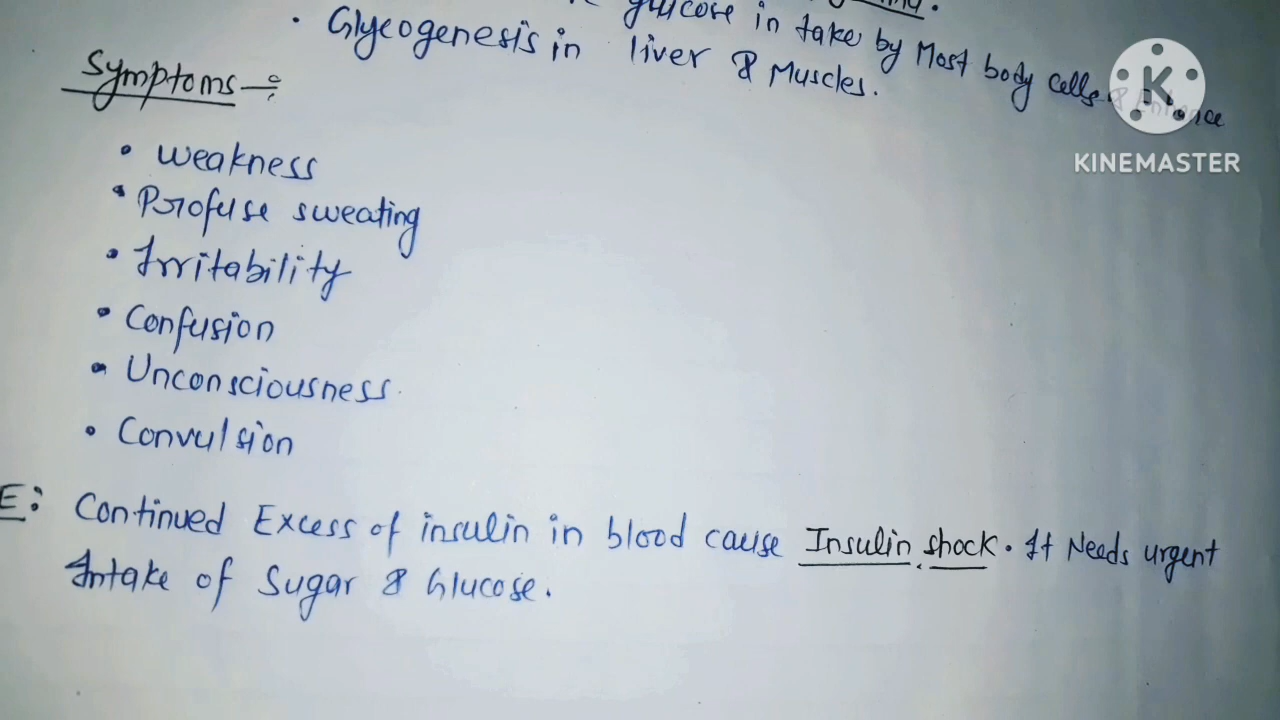 glucose in take by Most body cells & Enhance
• Glycogenesis in liver & Muscles.
Symptoms -:
• weakness
• Profuse sweating
• Irritability
• Confusion
• Unconsciousness.
• Convulsion
E: Continued Excess of insulin in blood cause Insulin shock. It Needs urgent
Intake of Sugar & Glucose.
KINEMASTER